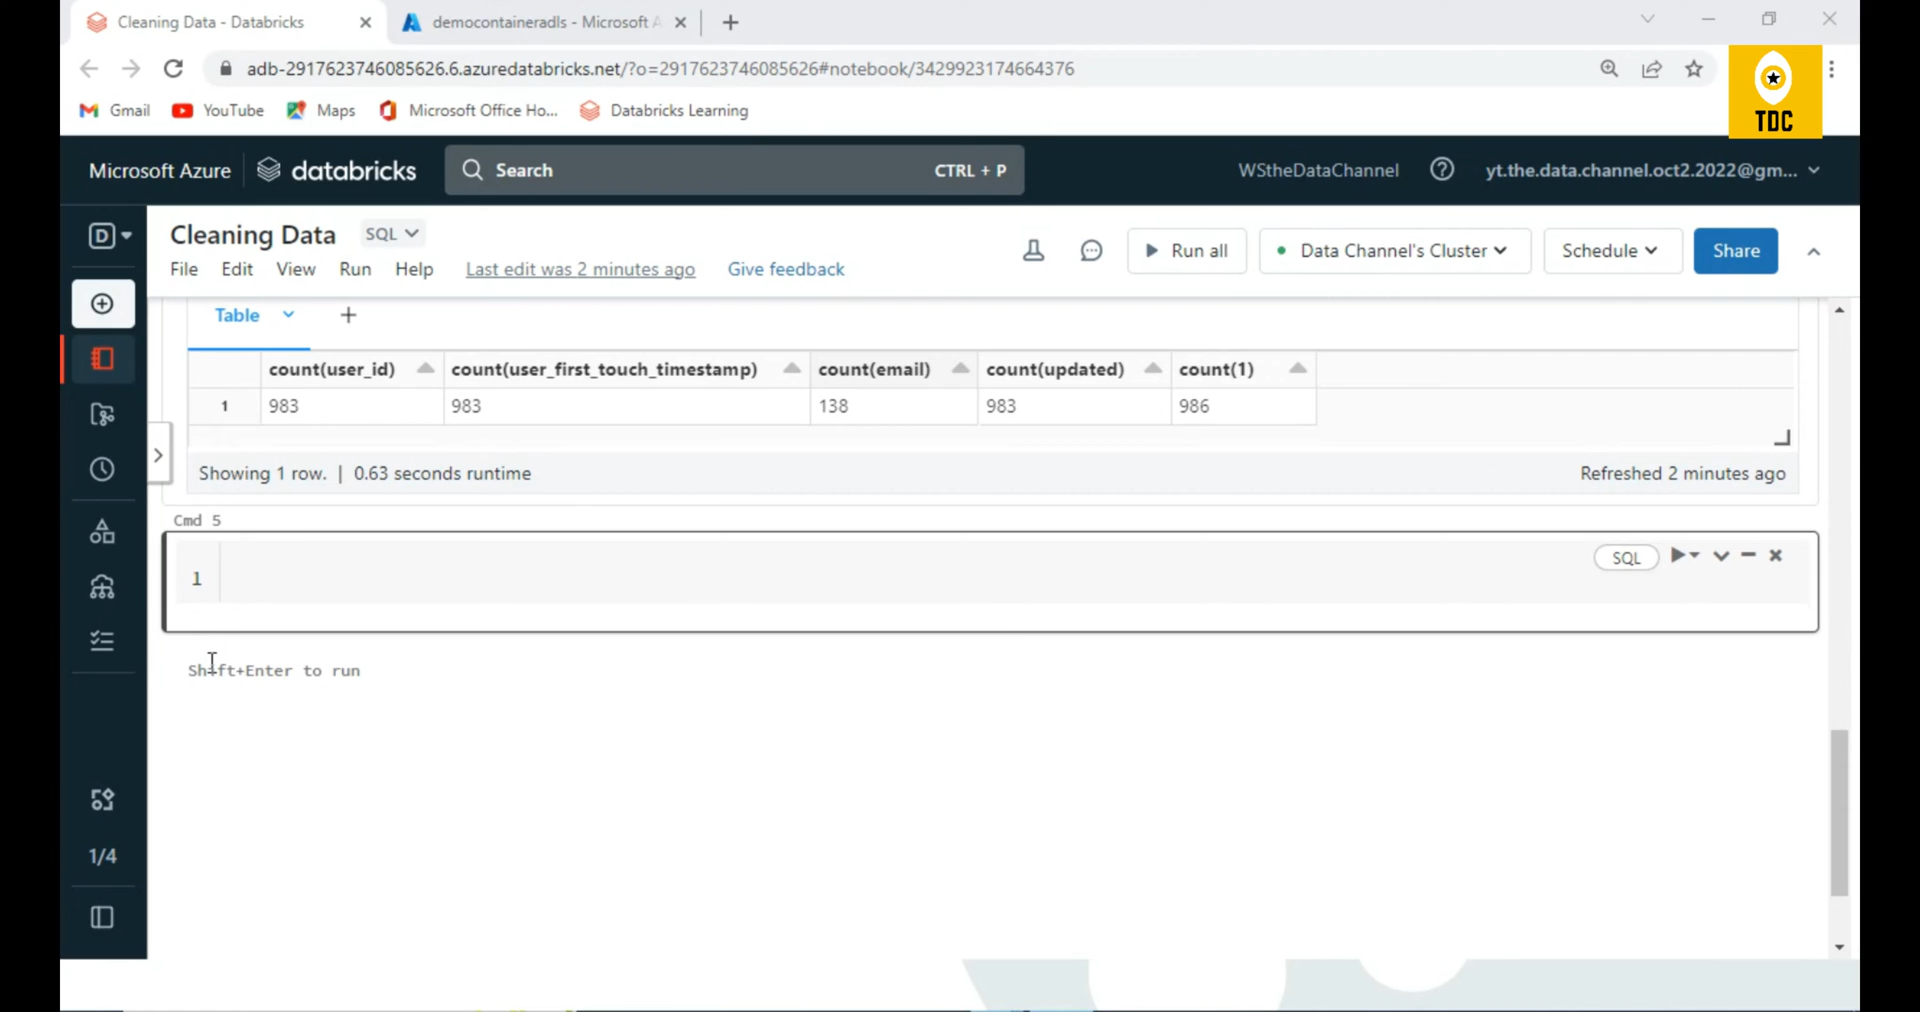 Cleaning Data - Databricks
democontaineradls - Microsoft A
adb-2917623746085626.6.azuredatabricks.net/?o=2917623746085626#notebook/3429923174664376
Gmail YouTube Maps Microsoft Office Ho... Databricks Learning
TDC
Microsoft Azure databricks Search CTRL + P WStheDataChannel yt.the.data.channel.oct2.2022@gm...
Cleaning Data SQL
Run all Data Channel's Cluster Schedule Share
File Edit View Run Help Last edit was 2 minutes ago Give feedback
Table +
count(user_id) count(user_first_touch_timestamp) count(email) count(updated) count(1)
1 983 983 138 983 986
Showing 1 row. | 0.63 seconds runtime Refreshed 2 minutes ago
Cmd 5
1
SQL
Shift+Enter to run
D
1/4